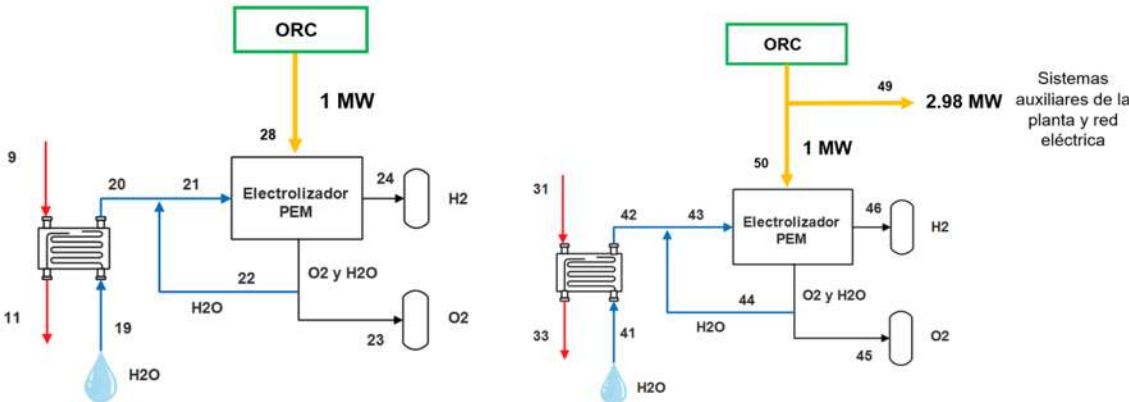 ORC
1 MW
28
9
20
21
24
Electrolizador
PEM
H2
O2 y H2O
22
H2O
11
19
23
O2
H2O
ORC
49
2.98 MW
Sistemas
auxiliares de la
planta y red
eléctrica
1 MW
50
31
42
43
46
Electrolizador
PEM
H2
O2 y H2O
44
H2O
33
41
45
O2
H2O